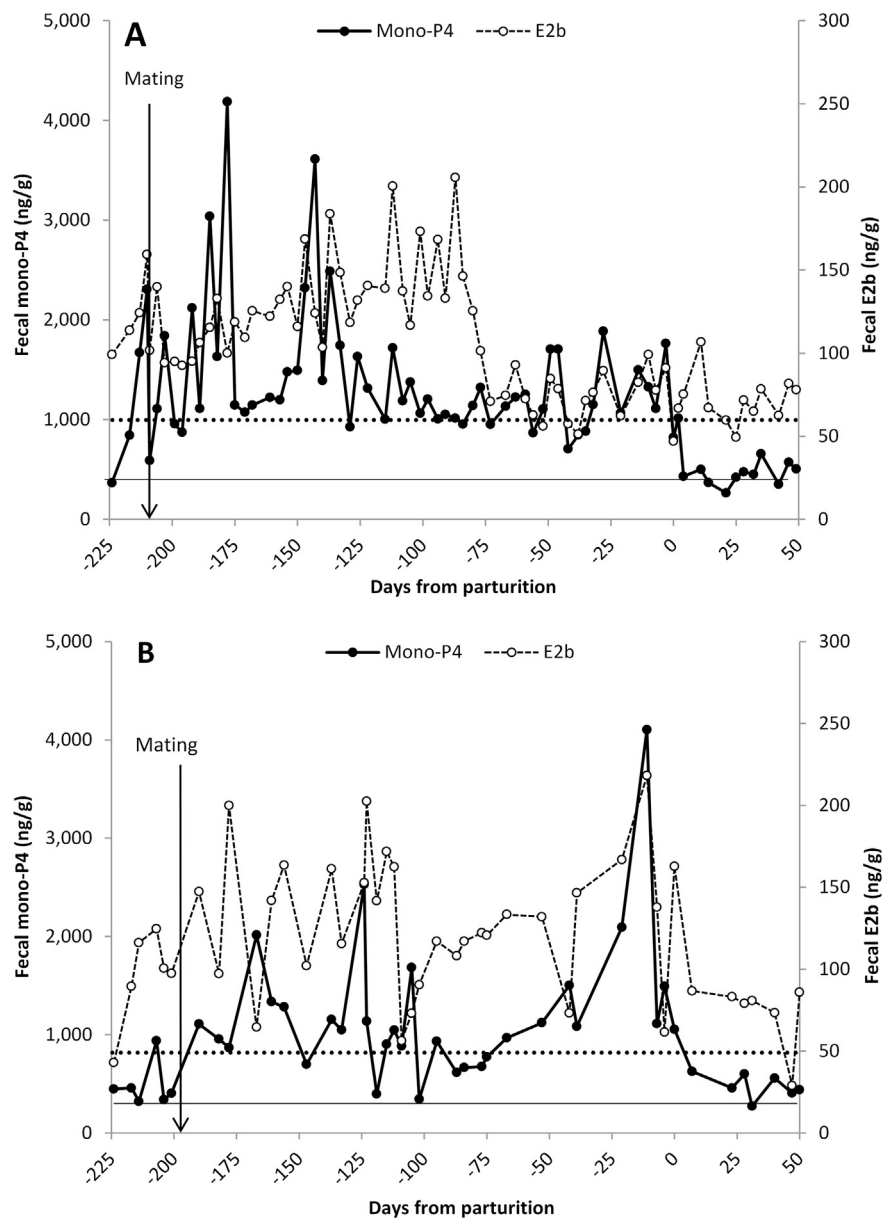 A
Mono-P4 E2b
Mating
Fecal mono-P4 (ng/g)
5,000
4,000
3,000
2,000
1,000
0
300
250
200
150
100
50
0
Fecal E2b (ng/g)
-225 -200 -175 -150 -125 -100 -75 -50 -25 0 25 50
Days from parturition
B
Mono-P4 E2b
Mating
Fecal mono-P4 (ng/g)
5,000
4,000
3,000
2,000
1,000
0
300
250
200
150
100
50
0
Fecal E2b (ng/g)
-225 -200 -175 -150 -125 -100 -75 -50 -25 0 25 50
Days from parturition